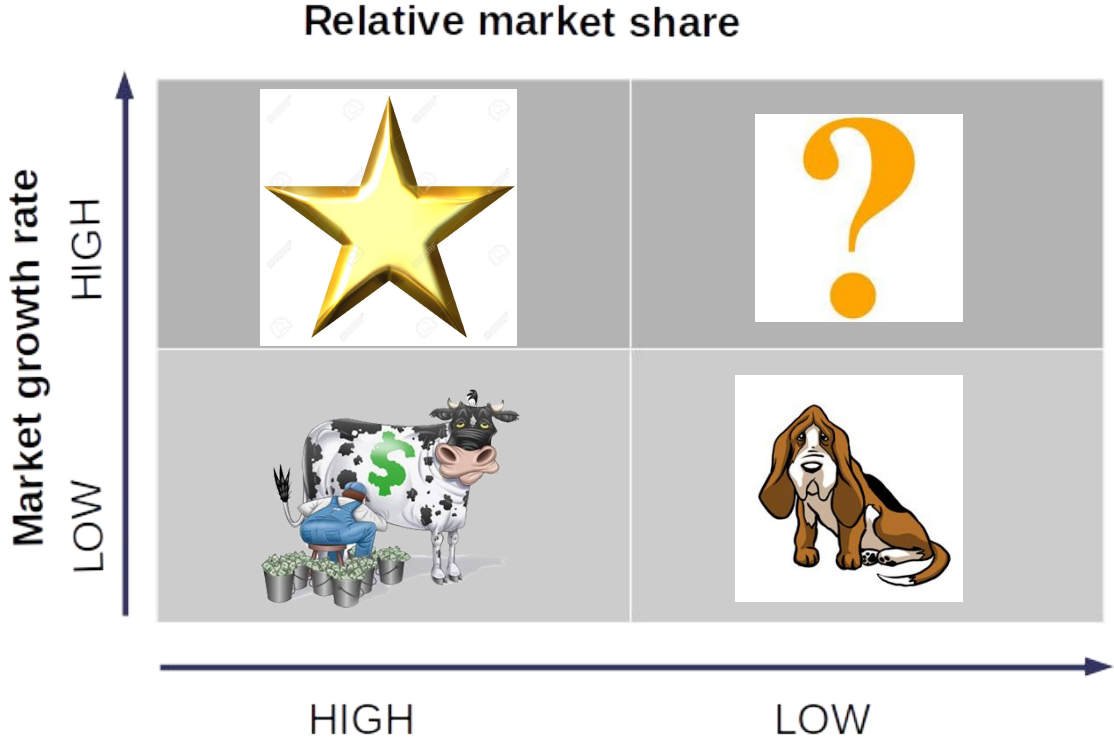 Relative market share
Market growth rate
HIGH
LOW
?
$
HIGH
LOW